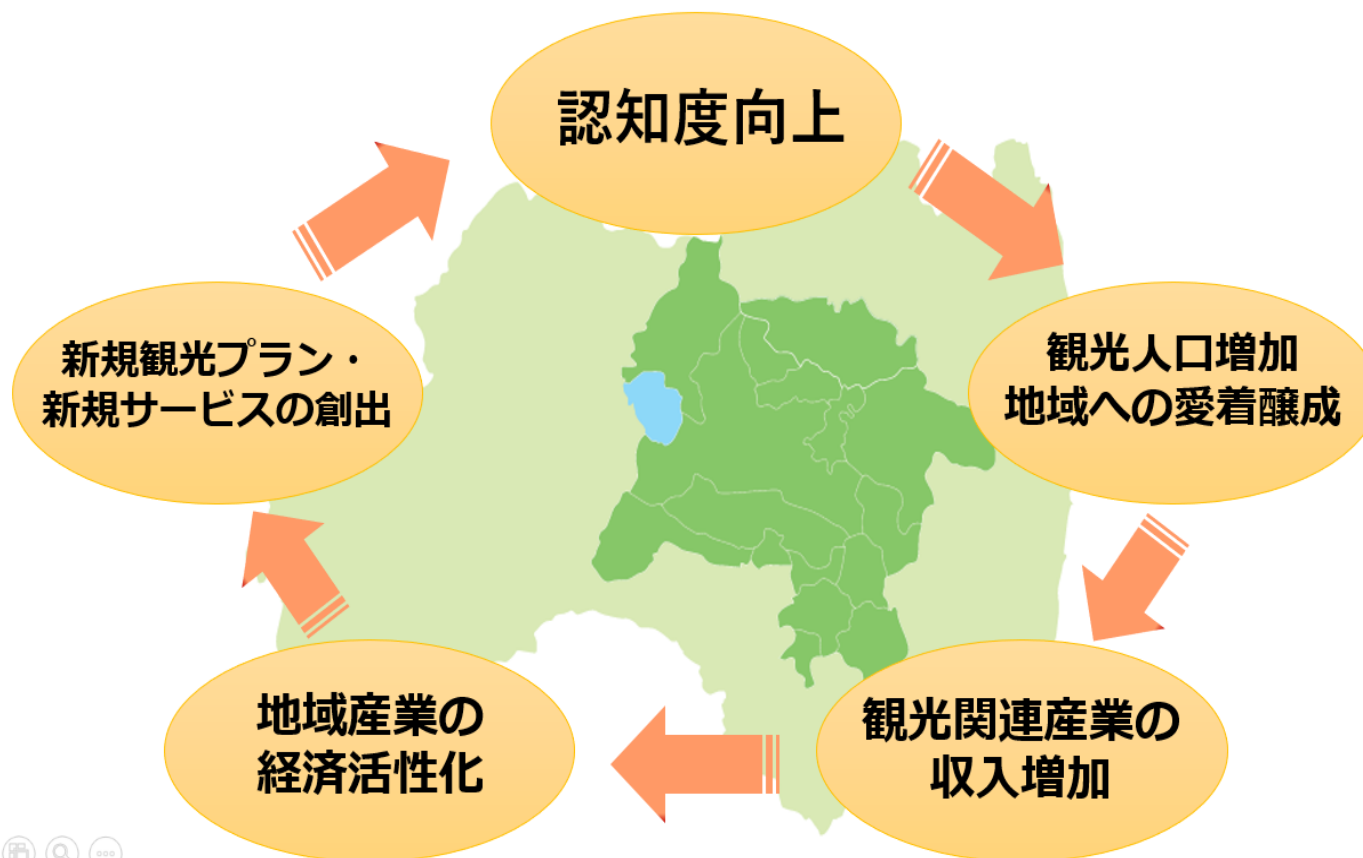 認知度向上
観光人口増加
地域への愛着醸成
観光関連産業の
収入増加
地域産業の
経済活性化
新規観光プラン・
新規サービスの創出